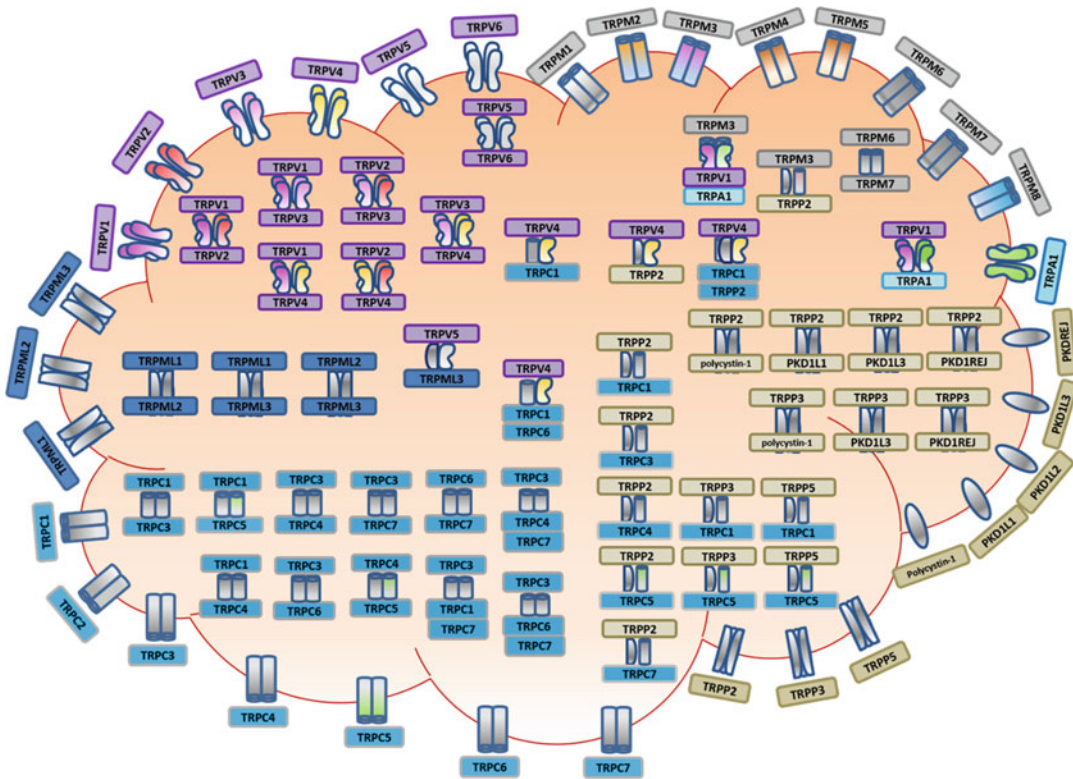 TRPV6
TRPM2
TRPM3
TRPM4
TRPM5
TRPV5
TRPM1
TRPV4
TRPV3
TRPM6
TRPV2
TRPM7
TRPV5
TRPV6
TRPM3
TRPV1
TRPA1
TRPM3
TRPP2
TRPM6
TRPM7
TRPM8
TRPV1
TRPV3
TRPV2
TRPV3
TRPV1
TRPV1
TRPV2
TRPV3
TRPV4
TRPV4
TRPC1
TRPV4
TRPP2
TRPV4
TRPC1
TRPP2
TRPV1
TRPA1
TRPA1
TRPV1
TRPV4
TRPV2
TRPV4
TRPML3
TRPML2
TRPML1
TRPML1
TRPML2
TRPML1
TRPML3
TRPML2
TRPML3
TRPV5
TRPML3
TRPV4
TRPC1
TRPC6
TRPP2
TRPC1
TRPP2
polycystin-1
TRPP2
PKD1L1
TRPP2
PKD1L3
TRPP2
PKD1REJ
PKDREJ
TRPP2
TRPC3
TRPP3
polycystin-1
TRPP3
PKD1L3
TRPP3
PKD1REJ
PKD1L3
PKD1L2
PKD1L1
Polycystin-1
TRPC1
TRPC1
TRPC3
TRPC1
TRPC5
TRPC3
TRPC4
TRPC3
TRPC7
TRPC6
TRPC7
TRPC3
TRPC4
TRPC7
TRPP2
TRPC4
TRPP3
TRPC1
TRPP5
TRPC1
TRPC2
TRPC1
TRPC4
TRPC3
TRPC6
TRPC4
TRPC5
TRPC3
TRPC1
TRPC7
TRPC3
TRPC6
TRPC7
TRPP2
TRPC5
TRPP3
TRPC5
TRPP5
TRPC5
TRPP2
TRPC7
TRPC3
TRPC4
TRPC5
TRPC6
TRPC7
TRPP2
TRPP3
TRPP5